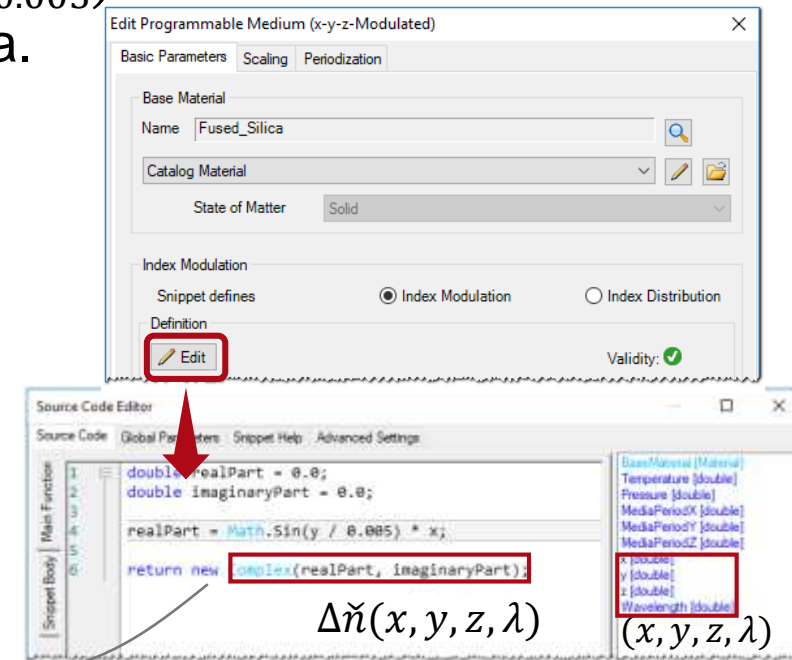 0.005)
a.
Edit Programmable Medium (x-y-z-Modulated)
Basic Parameters Scaling Periodization
Base Material
Name Fused_Silica
Catalog Material
State of Matter Solid
Index Modulation
Snippet defines Index Modulation Index Distribution
Definition
Edit Validity:
Source Code Editor
Source Code Global Parameters Snippet Help Advanced Settings
Main Function
Snippet Body
1 double realPart = 0.0;
2 double imaginaryPart = 0.0;
3
4 realPart = Math.Sin(y / 0.005) * x;
5
6 return new Complex(realPart, imaginaryPart);
BaseMaterial [Material]
Temperature [double]
Pressure [double]
MediaPeriodX [double]
MediaPeriodY [double]
MediaPeriodZ [double]
x [double]
y [double]
z [double]
Wavelength [double]
Δň(x, y, z, λ)
(x, y, z, λ)